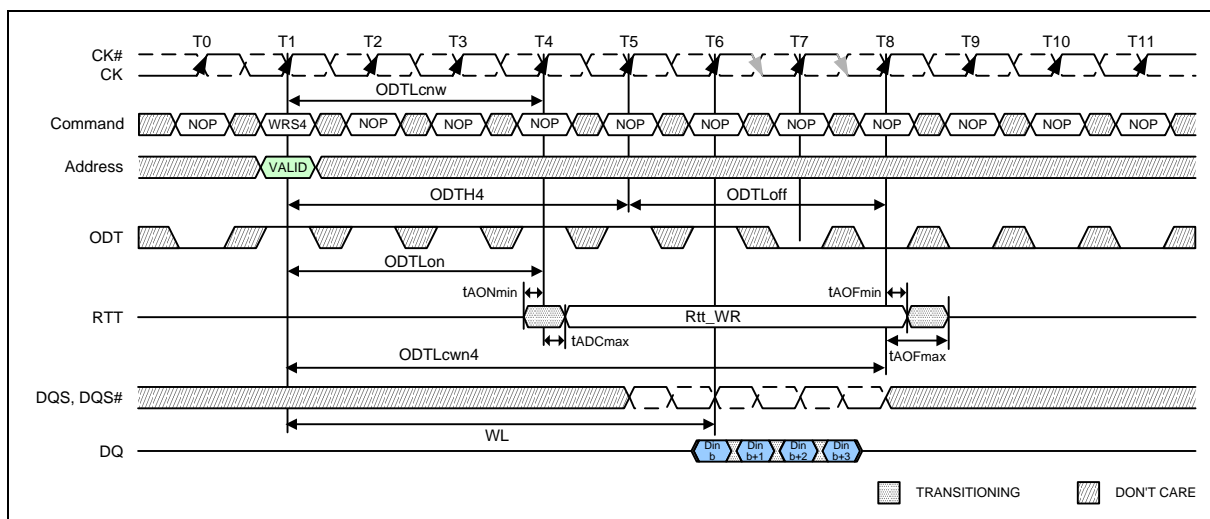 T0 T1 T2 T3 T4 T5 T6 T7 T8 T9 T10 T11
CK#
CK
ODTLcnw
Command NOP WRS4 NOP NOP NOP NOP NOP NOP NOP NOP NOP NOP
Address VALID
ODTH4 ODTLoff
ODT
ODTLon
tAONmin tAOFmin
RTT Rtt_WR
tADCmax tAOFmax
ODTLcwn4
DQS, DQS#
WL
DQ Din b Din b+1 Din b+2 Din b+3
TRANSITIONING DON'T CARE